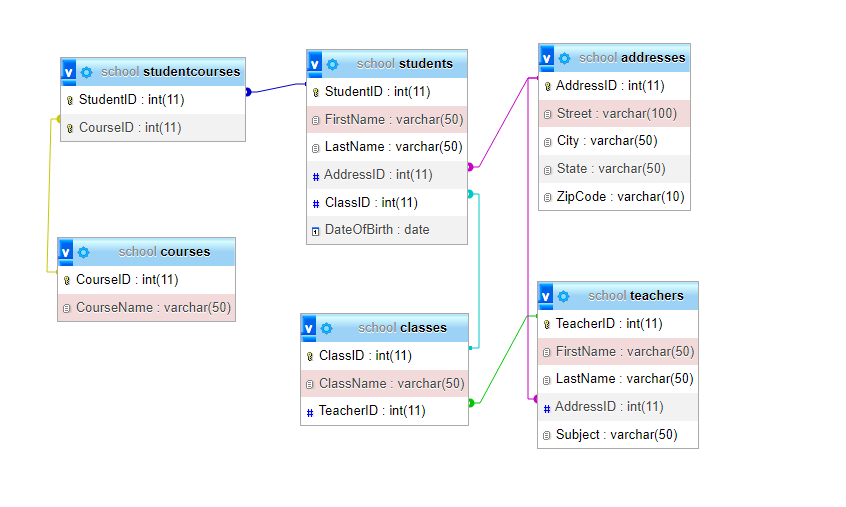 v school studentcourses
StudentID : int(11)
CourseID : int(11)
v school students
StudentID : int(11)
FirstName : varchar(50)
LastName : varchar(50)
# AddressID : int(11)
# ClassID : int(11)
DateOfBirth : date
v school addresses
AddressID : int(11)
Street : varchar(100)
City : varchar(50)
State : varchar(50)
ZipCode : varchar(10)
v school courses
CourseID : int(11)
CourseName : varchar(50)
v school classes
ClassID : int(11)
ClassName : varchar(50)
# TeacherID : int(11)
v school teachers
TeacherID : int(11)
FirstName : varchar(50)
LastName : varchar(50)
# AddressID : int(11)
Subject : varchar(50)